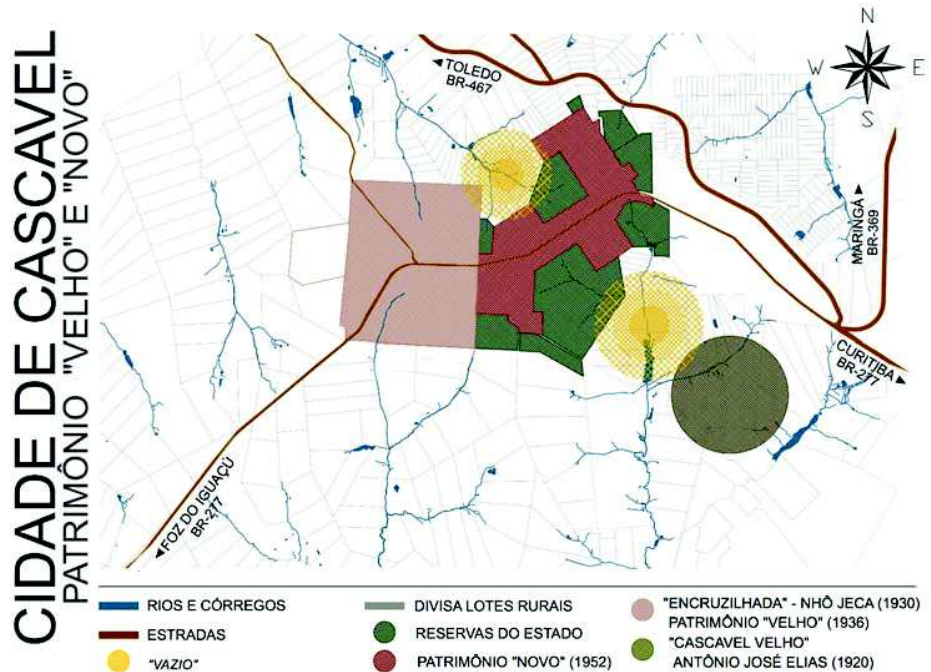 CIDADE DE CASCAVEL
PATRIMÔNIO "VELHO" E "NOVO"
N
W
E
S
◄TOLEDO
BR-467
MARINGÁ►
BR-369
CURITIBA
BR-277►
◄FOZ DO IGUAÇÚ
BR-277
RIOS E CÓRREGOS
ESTRADAS
"VAZIO"
DIVISA LOTES RURAIS
RESERVAS DO ESTADO
PATRIMÔNIO "NOVO" (1952)
"ENCRUZILHADA" - NHÔ JECA (1930)
PATRIMÔNIO "VELHO" (1936)
"CASCAVEL VELHO"
ANTÔNIO JOSÉ ELIAS (1920)